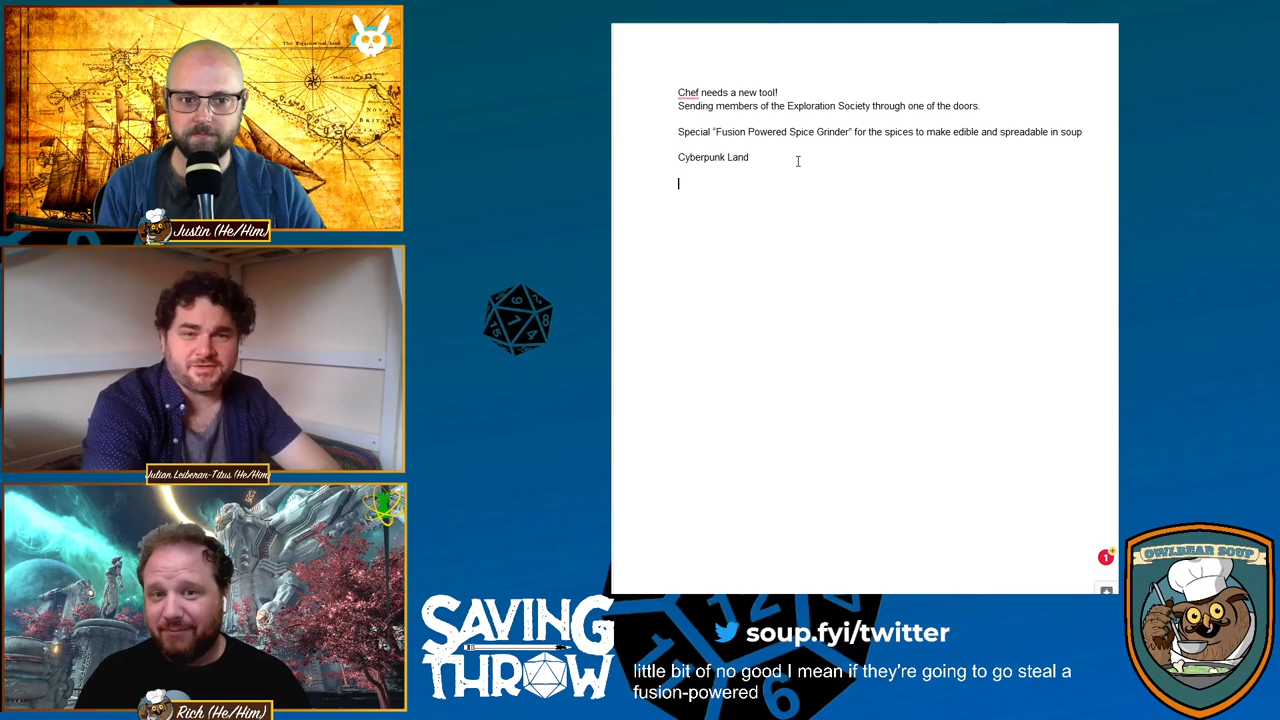 Justin (He/Him)
Julian Leiberan-Titus (He/Him)
Rich (He/Him)
Chef needs a new tool!
Sending members of the Exploration Society through one of the doors.
Special “Fusion Powered Spice Grinder” for the spices to make edible and spreadable in soup
Cyberpunk Land
1
SAVING
THROW
soup.fyi/twitter
little bit of no good I mean if they're going to go steal a
fusion-powered
OWLBEAR SOUP